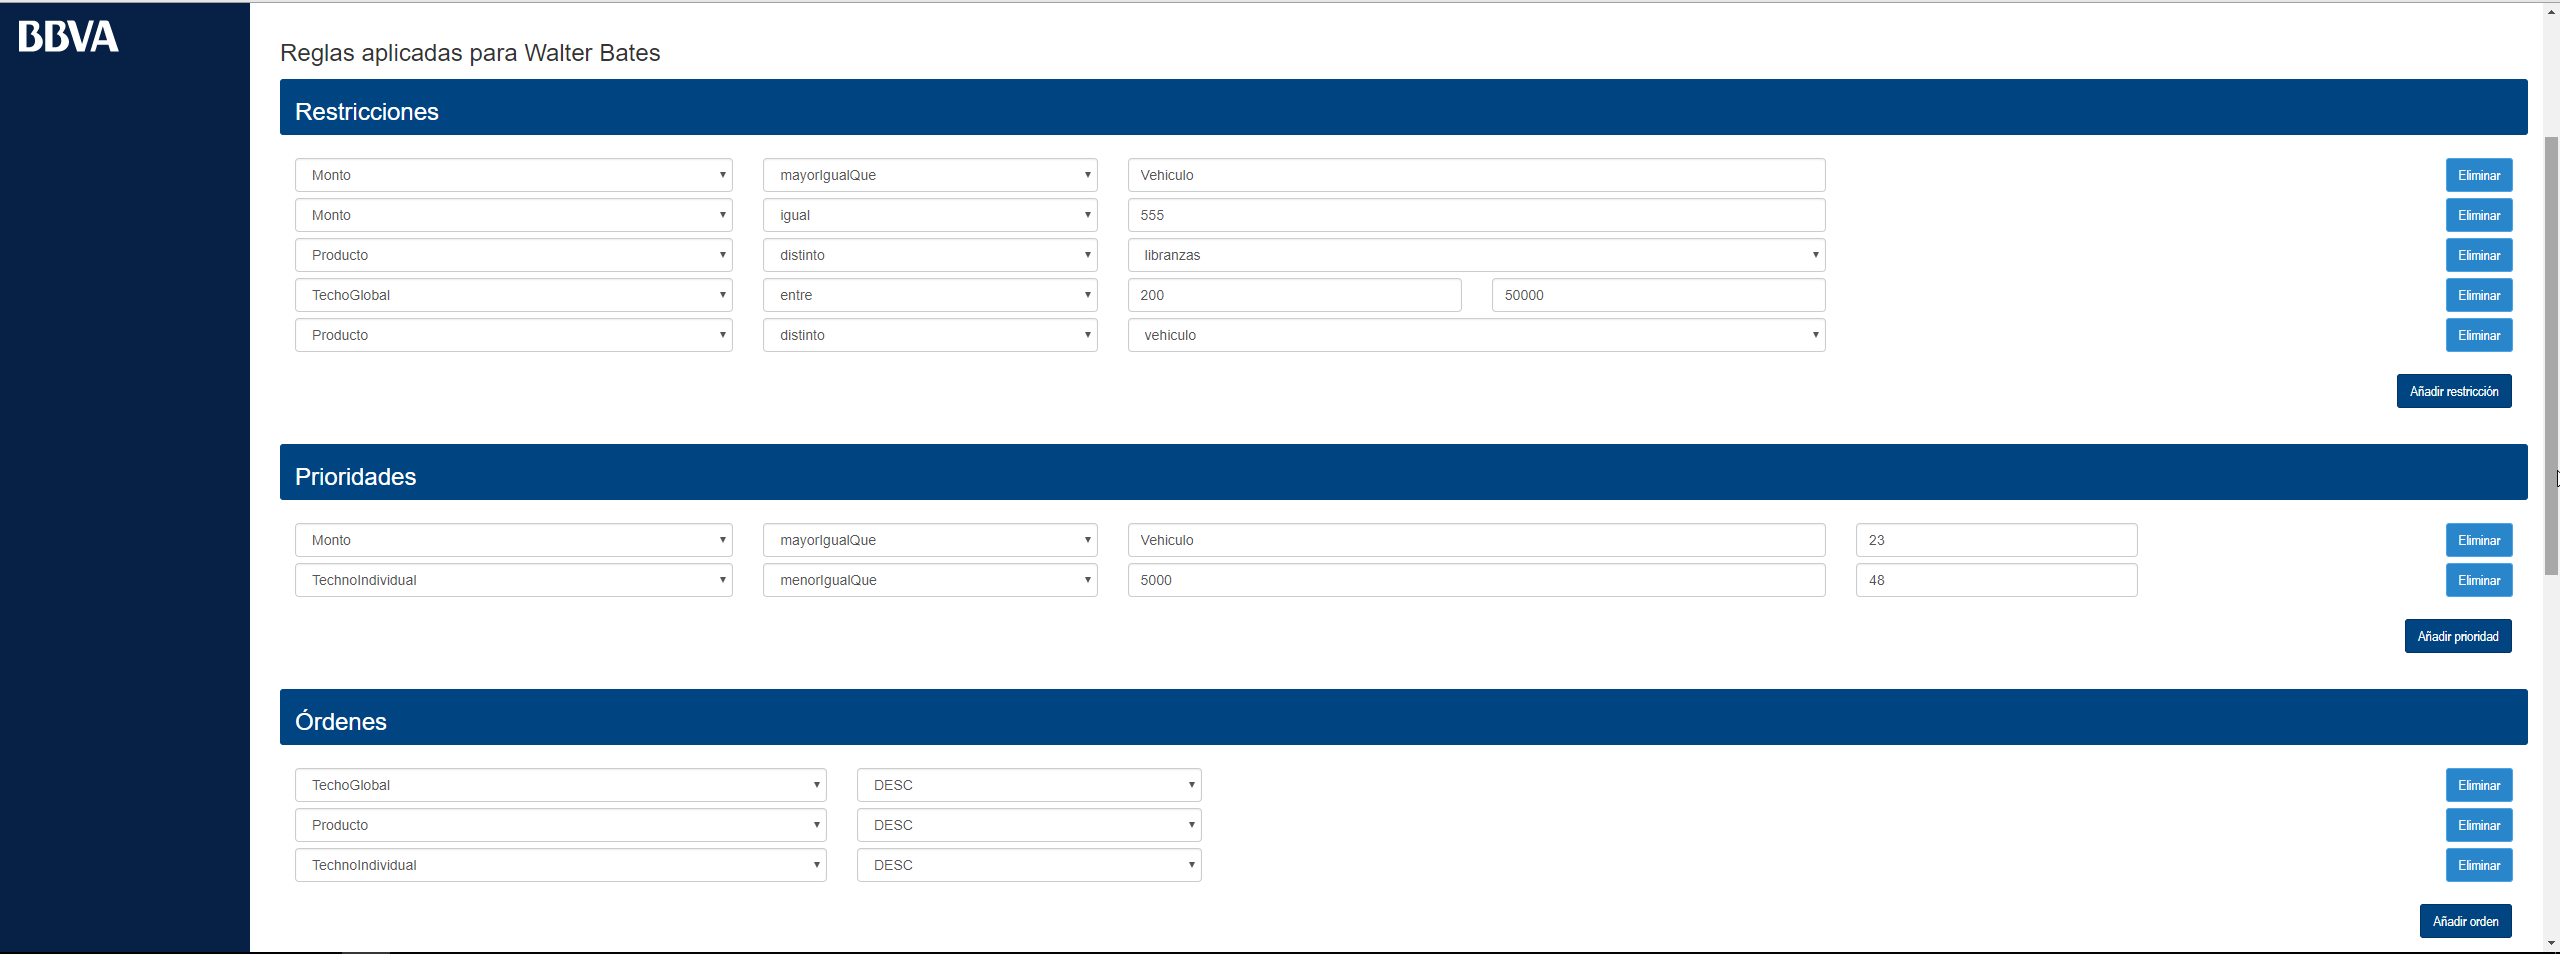 BBVA
Reglas aplicadas para Walter Bates
Restricciones
Monto mayorIgualQue Vehiculo Eliminar
Monto igual 555 Eliminar
Producto distinto libranzas Eliminar
TechoGlobal entre 200 50000 Eliminar
Producto distinto vehiculo Eliminar
Añadir restricción
Prioridades
Monto mayorIgualQue Vehiculo 23 Eliminar
TechnoIndividual menorIgualQue 5000 48 Eliminar
Añadir prioridad
Órdenes
TechoGlobal DESC Eliminar
Producto DESC Eliminar
TechnoIndividual DESC Eliminar
Añadir orden